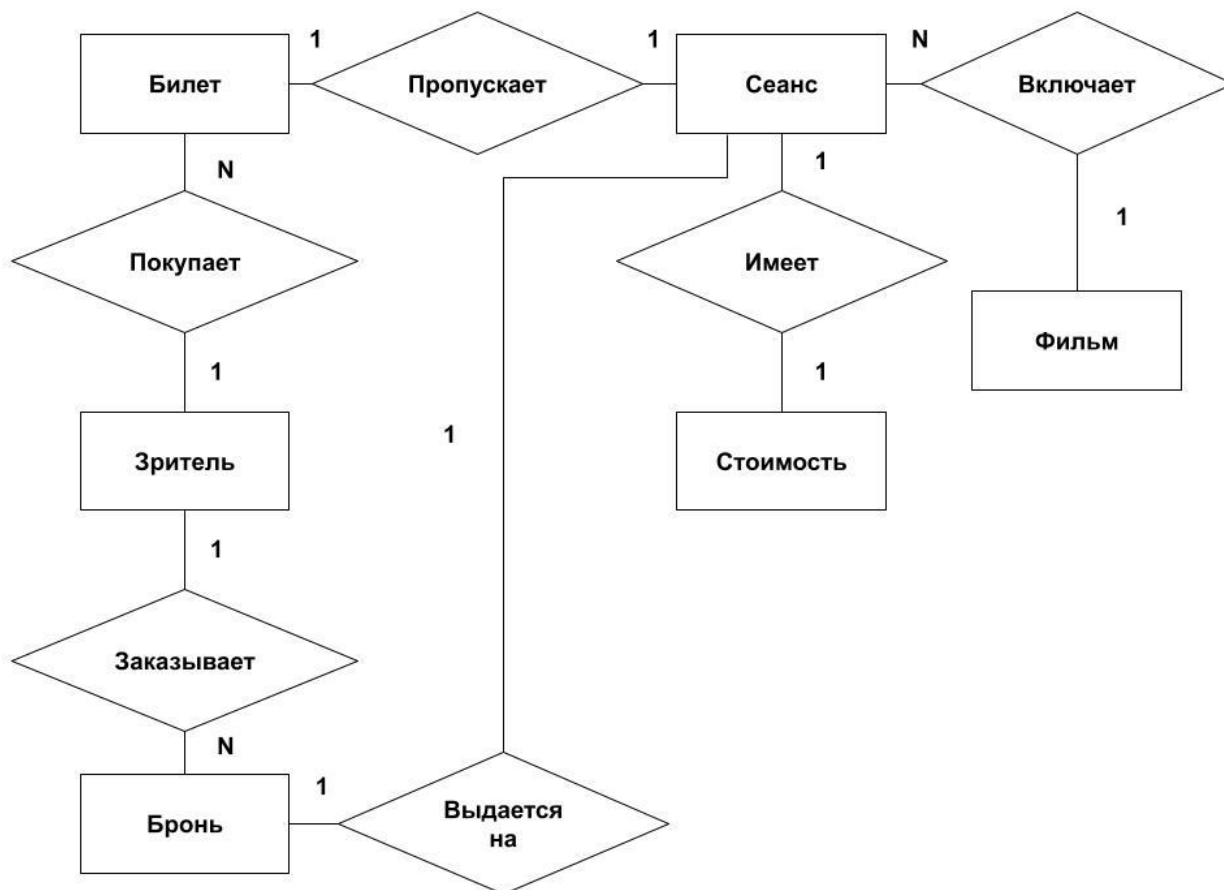 1
1
N
Билет
Пропускает
Сеанс
Включает
N
1
1
Покупает
Имеет
Фильм
1
1
1
Зритель
Стоимость
1
Заказывает
N
1
Бронь
Выдается
на